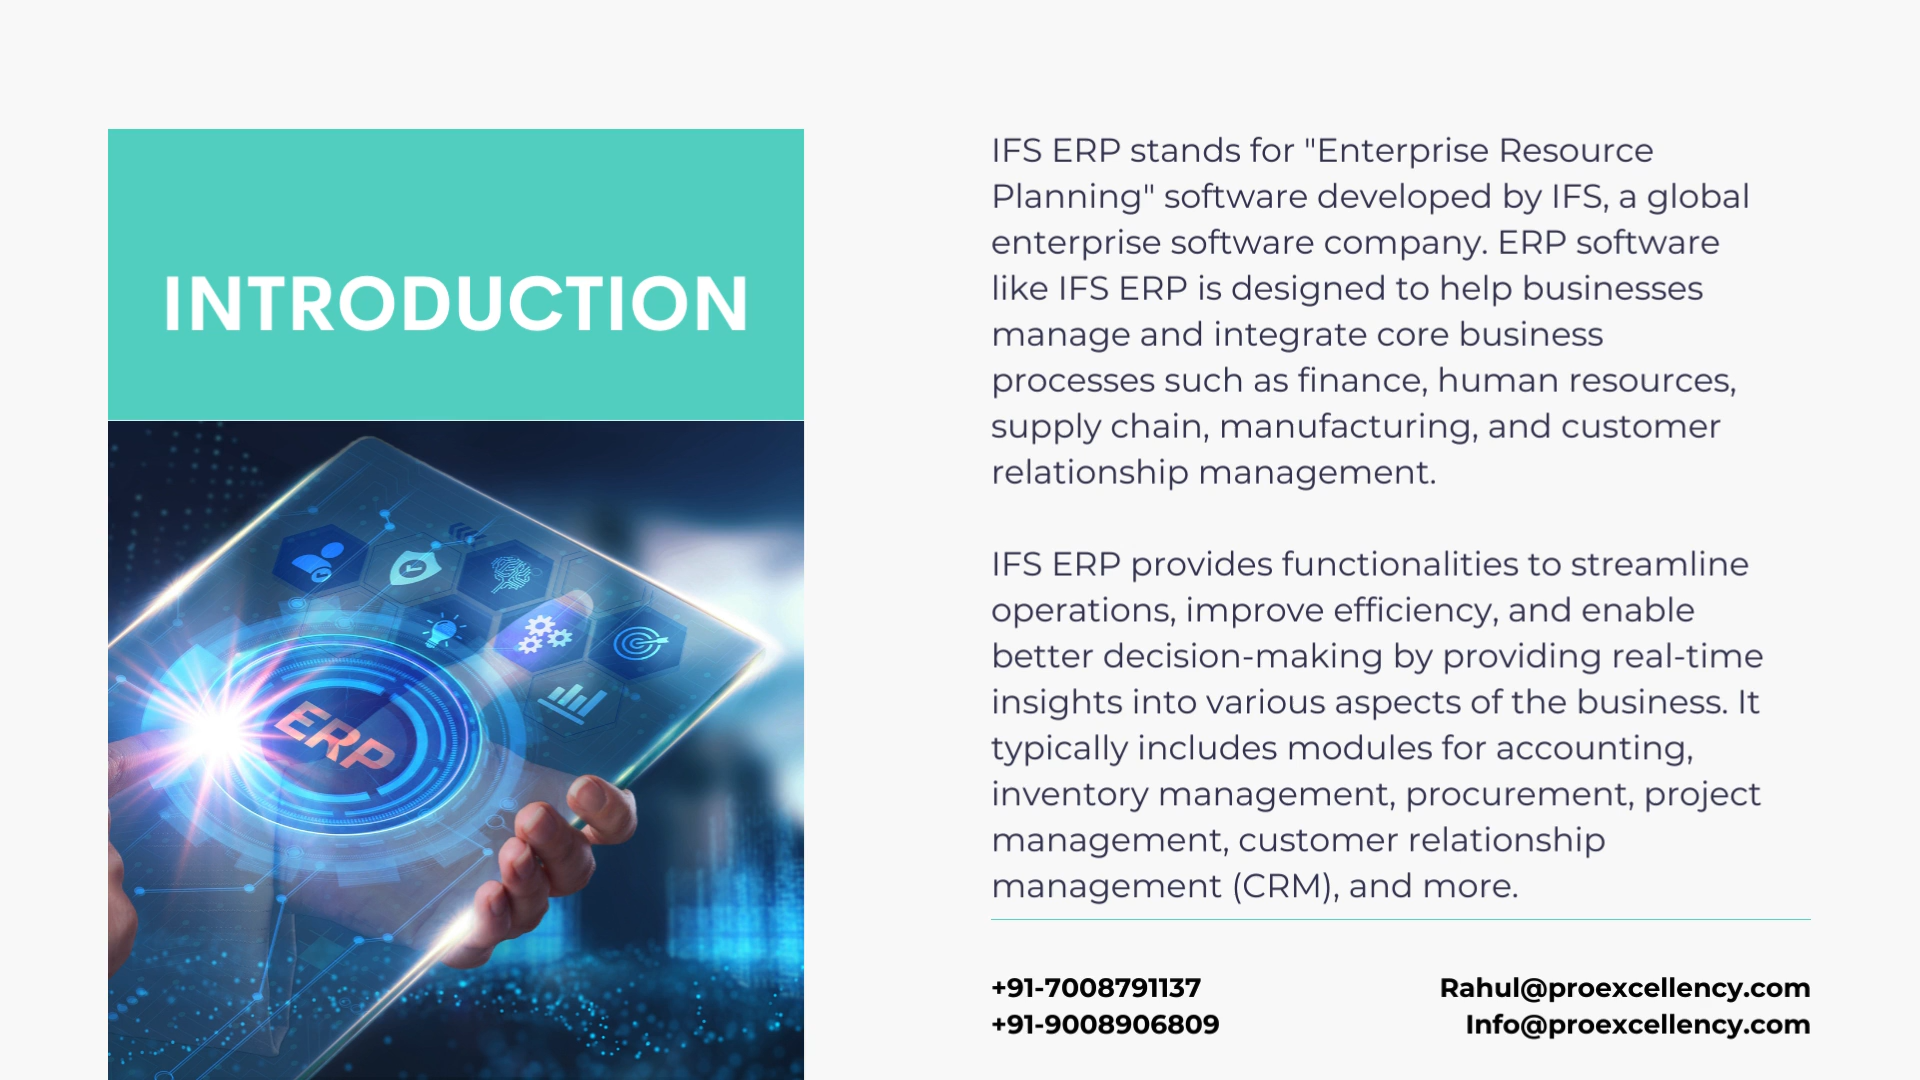 INTRODUCTION
ERP
IFS ERP stands for "Enterprise Resource
Planning" software developed by IFS, a global
enterprise software company. ERP software
like IFS ERP is designed to help businesses
manage and integrate core business
processes such as finance, human resources,
supply chain, manufacturing, and customer
relationship management.
IFS ERP provides functionalities to streamline
operations, improve efficiency, and enable
better decision-making by providing real-time
insights into various aspects of the business. It
typically includes modules for accounting,
inventory management, procurement, project
management, customer relationship
management (CRM), and more.
+91-7008791137
+91-9008906809
Rahul@proexcellency.com
Info@proexcellency.com